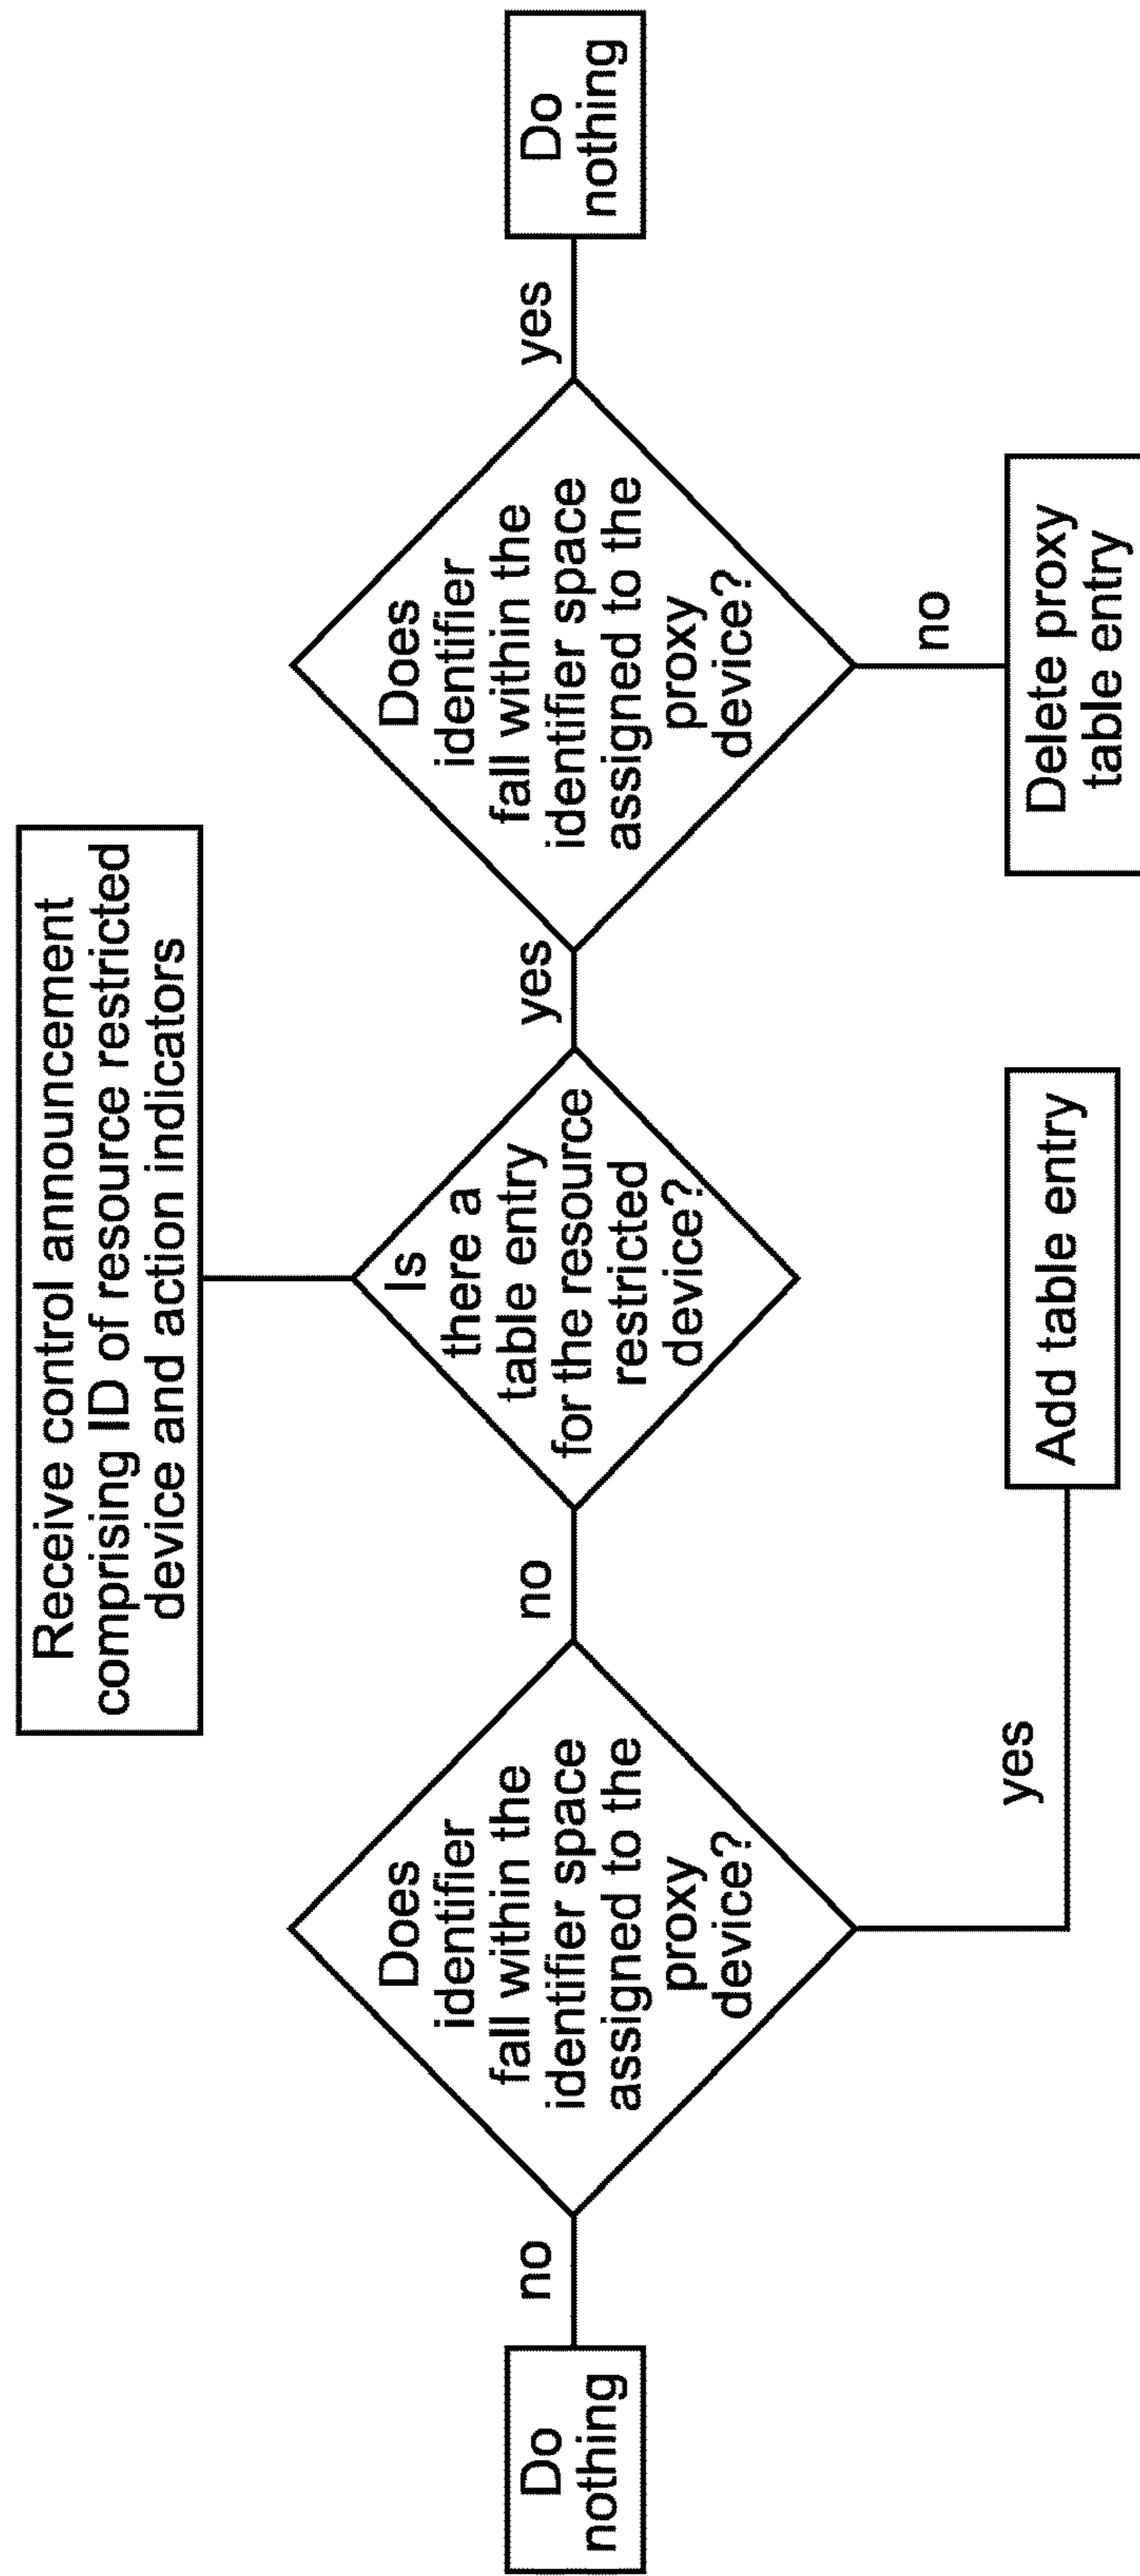 Receive control announcement
comprising ID of resource restricted
device and action indicators
Is
there a
table entry
for the resource
restricted
device?
no
yes
Does
identifier
fall within the
identifier space
assigned to the
proxy
device?
no
Do
nothing
yes
Add table entry
Does
identifier
fall within the
identifier space
assigned to the
proxy
device?
yes
Do
nothing
no
Delete proxy
table entry